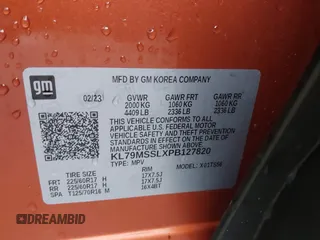 gm
MFD BY GM KOREA COMPANY
02/23 GVWR GAWR FRT GAWR RR
2000 KG 1060 KG 1060 KG
4409 LB 2336 LB 2336 LB
THIS VEHICLE CONFORMS TO ALL APPLICABLE U.S. FEDERAL MOTOR VEHICLE SAFETY, BUMPER, AND THEFT PREVENTION STANDARDS IN EFFECT ON THE DATE OF MANUFACTURE SHOWN ABOVE.
KL79MSSLXPB127820
TYPE: MPV
TIRE SIZE RIM
FRT 225/60R17 H 17X7.5J
RR 225/60R17 H 17X7.5J
SP T125/70R16 M 16X4BT
DREAMBID